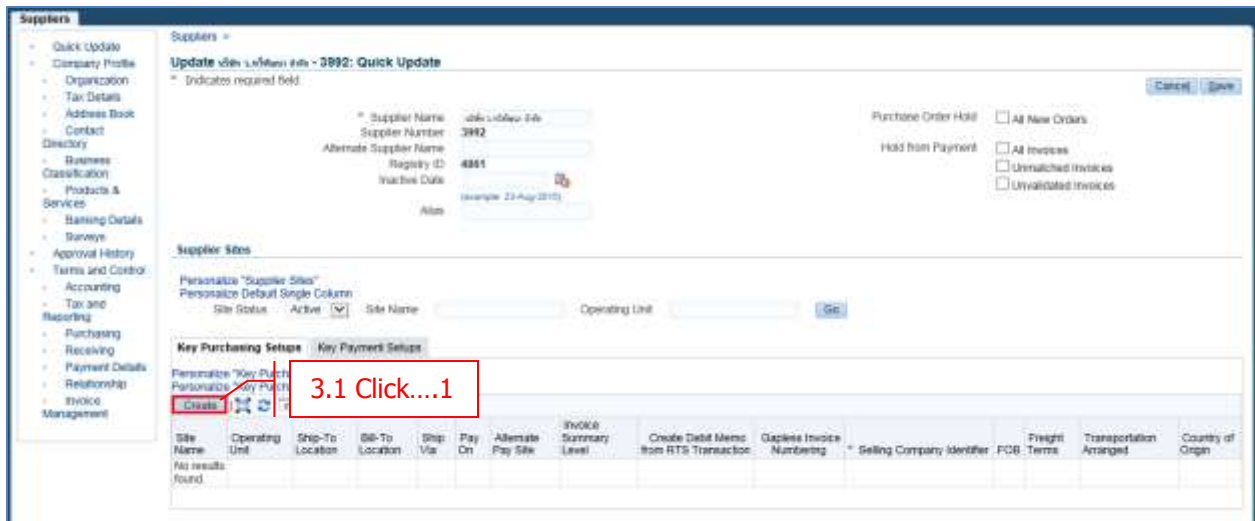 Suppliers
Quick Update
Company Profile
Organization
Tax Details
Address Book
Contact
Directory
Business
Classification
Products &
Services
Banking Details
Surveys
Approval History
Terms and Control
Accounting
Tax and
Reporting
Purchasing
Receiving
Payment Details
Relationship
Invoice
Management
Suppliers >
Update - 3992: Quick Update
* Indicates required field
Cancel Save
* Supplier Name
Supplier Number 3992
Alternate Supplier Name
Registry ID 4861
Inactive Date
(example: 23-Aug-2015)
Alias
Purchase Order Hold All New Orders
Hold from Payment All Invoices
Unmatched Invoices
Unvalidated Invoices
Supplier Sites
Personalize "Supplier Sites"
Personalize Default Single Column
Site Status Active Site Name Operating Unit Go
Key Purchasing Setups Key Payment Setups
Personalize "Key Purch
Personalize "Key Purch
3.1 Click....1
Create
Site Name Operating Unit Ship-To Location Bill-To Location Ship Via Pay On Alternate Pay Site Invoice Summary Level Create Debit Memo from RTS Transaction Gapless Invoice Numbering * Selling Company Identifier FOB Freight Terms Transportation Arranged Country of Origin
No results
found.